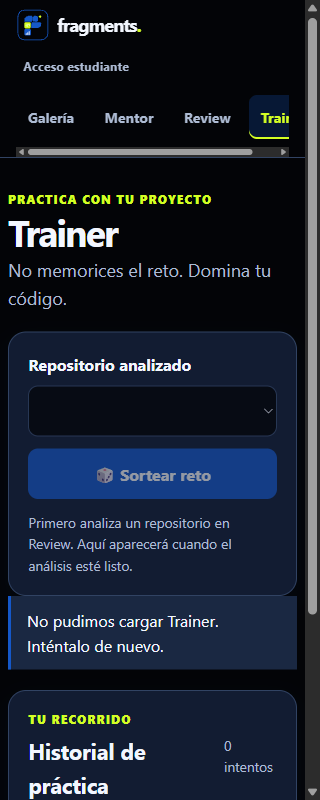 fragments.
Acceso estudiante
Galería Mentor Review Train
PRACTICA CON TU PROYECTO
Trainer
No memorices el reto. Domina tu
código.
Repositorio analizado
🎲 Sortear reto
Primero analiza un repositorio en
Review. Aquí aparecerá cuando el
análisis esté listo.
No pudimos cargar Trainer.
Inténtalo de nuevo.
TU RECORRIDO
Historial de
práctica
0
intentos